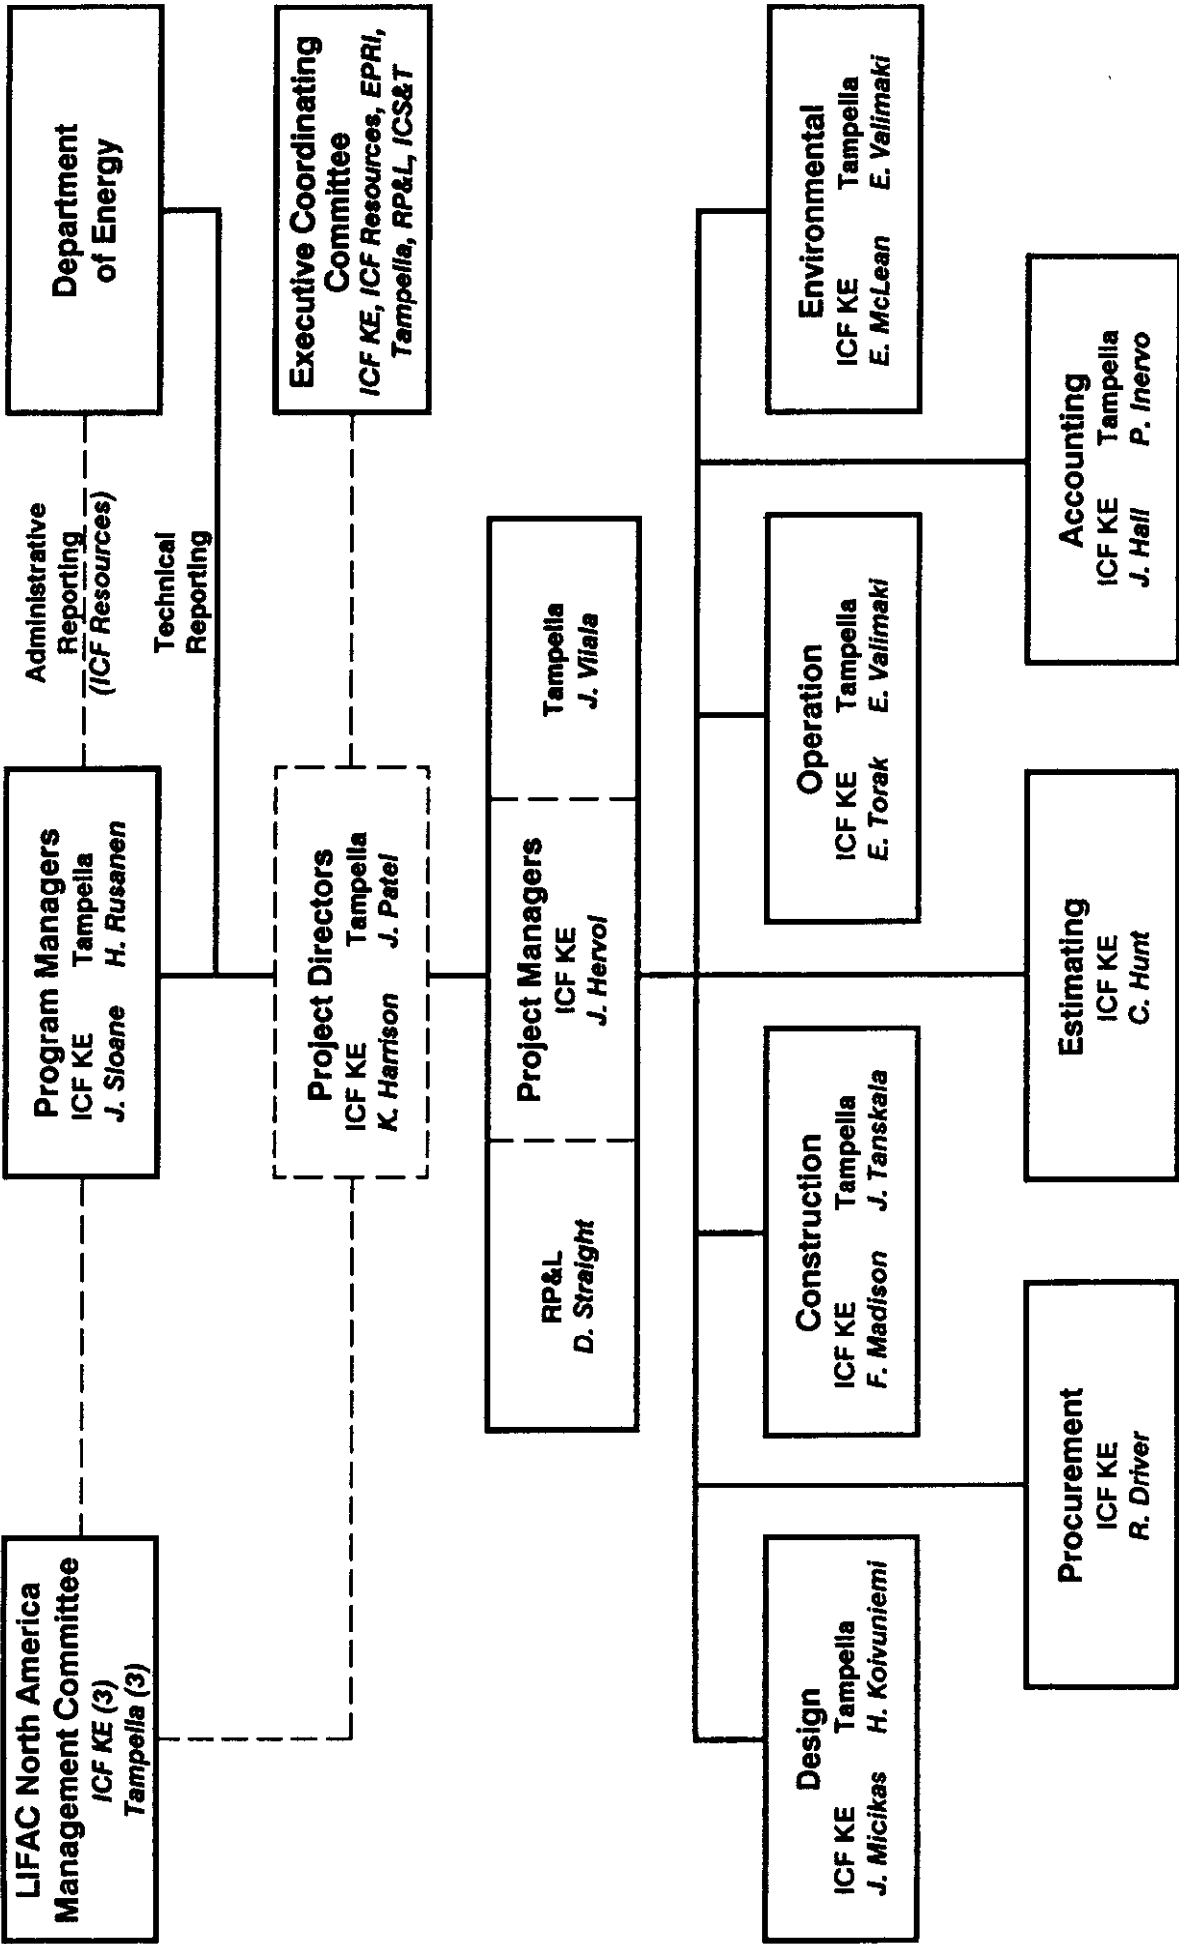 LIFAC North America
Management Committee
ICF KE (3)
Tampella (3)
Program Managers
ICF KE Tampella
J. Sloane H. Rusanen
Administrative
Reporting
(ICF Resources)
Technical
Reporting
Department
of Energy
Project Directors
ICF KE Tampella
K. Harrison J. Patel
Executive Coordinating
Committee
ICF KE, ICF Resources, EPRI,
Tampella, RP&L, ICS&T
RP&L
D. Straight
Project Managers
ICF KE
J. Hervol
Tampella
J. Viiala
Design
ICF KE Tampella
J. Micikas H. Koivuniemi
Construction
ICF KE Tampella
F. Madison J. Tanskala
Operation
ICF KE Tampella
E. Torak E. Valimaki
Environmental
ICF KE Tampella
E. McLean E. Valimaki
Procurement
ICF KE
R. Driver
Estimating
ICF KE
C. Hunt
Accounting
ICF KE Tampella
J. Hall P. Inervo